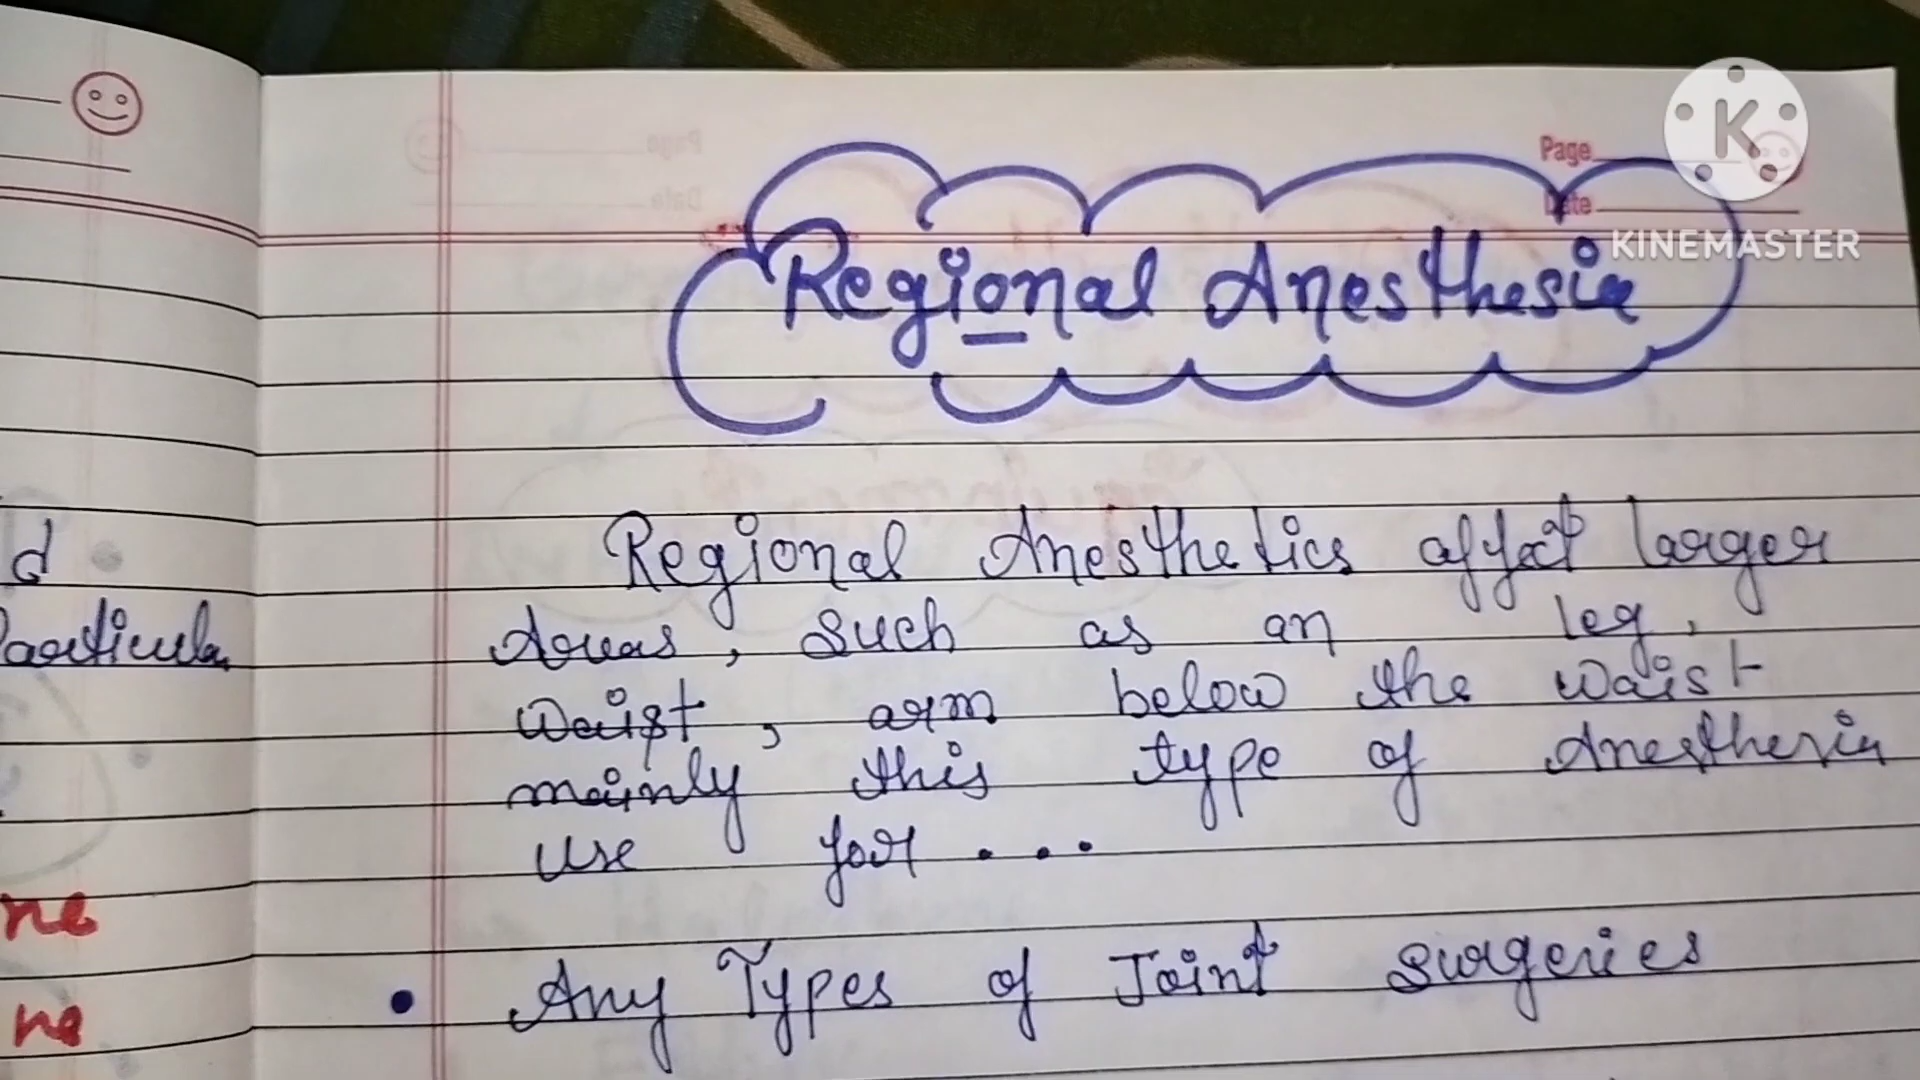 Page
Date
KINEMASTER
Regional Anesthesia
Regional Anesthetics affect larger
Areas, such as an leg,
waist, arm below the waist
mainly this type of Anesthesia
use for ...
• Any Types of Joint surgeries
d
Particular
ne
ne